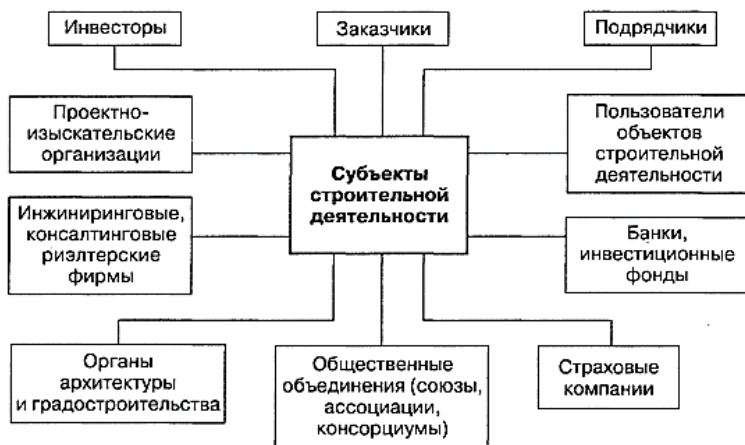 Инвесторы
Заказчики
Подрядчики
Проектно-
изыскательские
организации
Субъекты
строительной
деятельности
Пользователи
объектов
строительной
деятельности
Инжиниринговые,
консалтинговые
риэлтерские
фирмы
Банки,
инвестиционные
фонды
Органы
архитектуры
и градостроительства
Общественные
объединения (союзы,
ассоциации,
консорциумы)
Страховые
компании